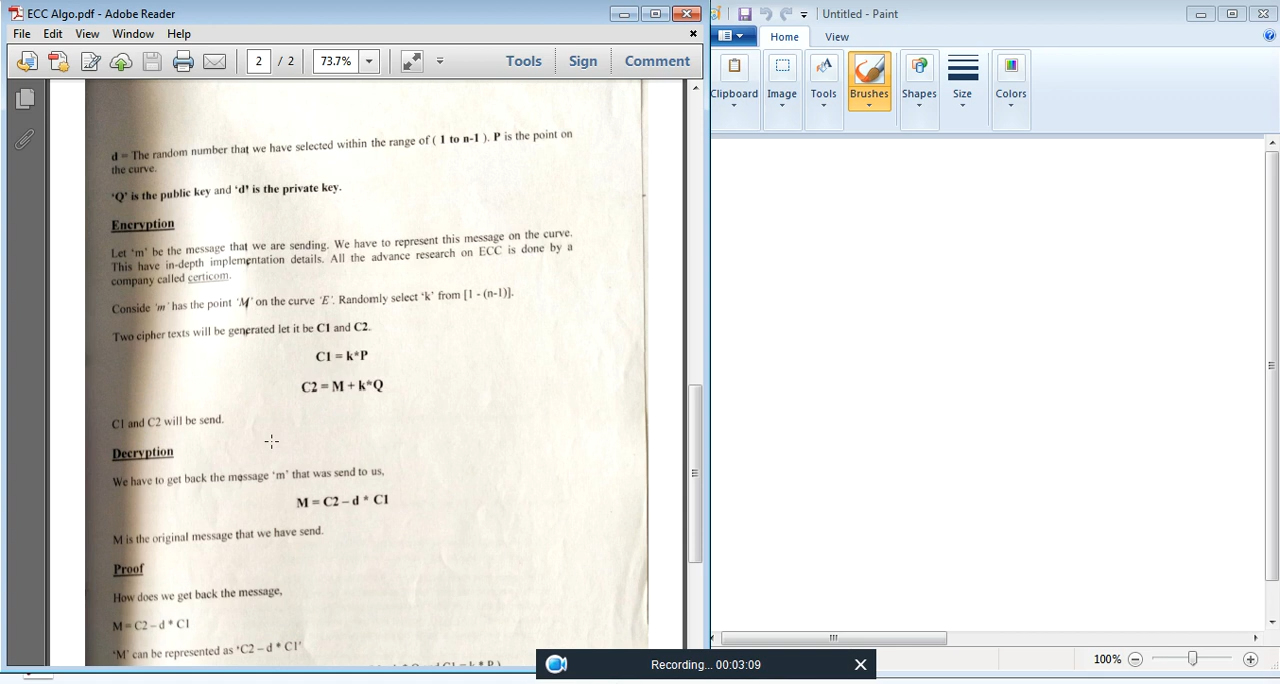 ECC Algo.pdf - Adobe Reader
File Edit View Window Help
2 / 2 73.7% Tools Sign Comment
d = The random number that we have selected within the range of ( 1 to n-1 ). P is the point on
the curve.
'Q' is the public key and 'd' is the private key.
Encryption
Let 'm' be the message that we are sending. We have to represent this message on the curve.
This have in-depth implementation details. All the advance research on ECC is done by a
company called certicom.
Conside 'm' has the point 'M' on the curve 'E'. Randomly select 'k' from [1 - (n-1)].
Two cipher texts will be generated let it be C1 and C2.
C1 = k*P
C2 = M + k*Q
C1 and C2 will be send.
Decryption
We have to get back the message 'm' that was send to us,
M = C2 – d * C1
M is the original message that we have send.
Proof
How does we get back the message,
M = C2 – d * C1
'M' can be represented as 'C2 – d * C1'
Untitled - Paint
Home View
Clipboard Image Tools Brushes Shapes Size Colors
100%
Recording... 00:03:09